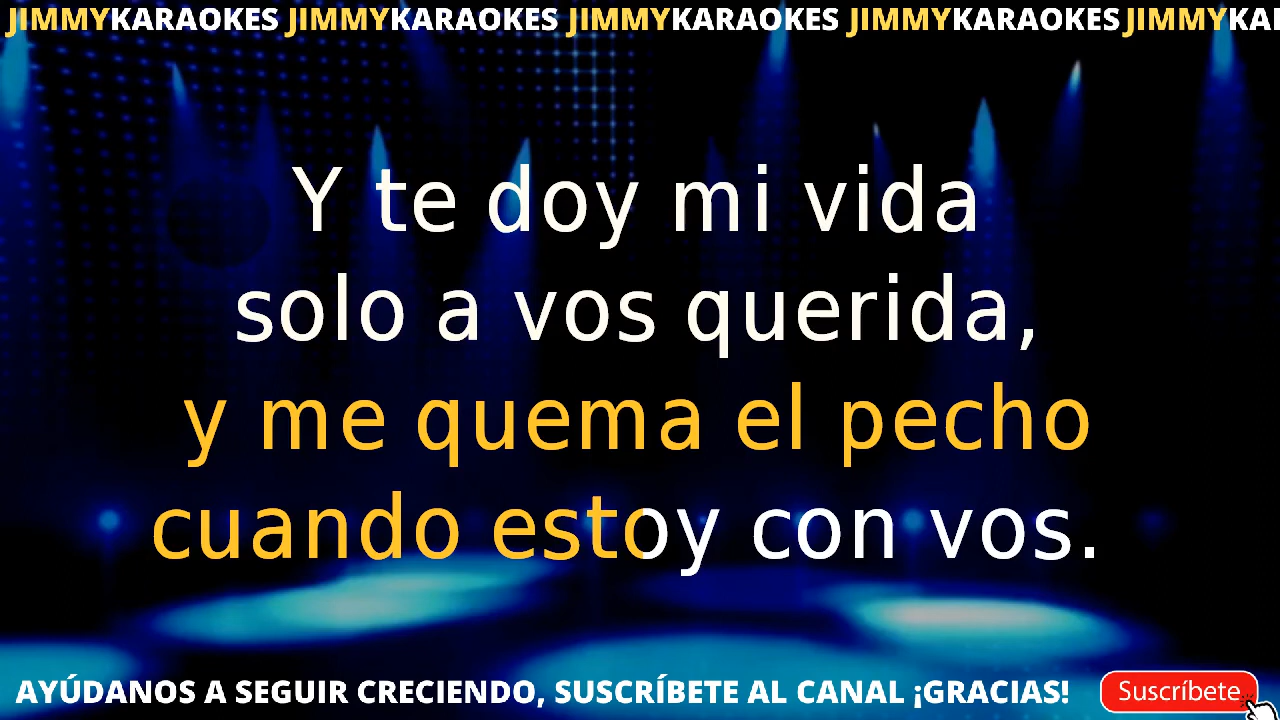 JIMMYKARAOKES JIMMYKARAOKES JIMMYKARAOKES JIMMYKARAOKES JIMMYKA
Y te doy mi vida
solo a vos querida,
y me quema el pecho
cuando estoy con vos.
AYÚDANOS A SEGUIR CRECIENDO, SUSCRÍBETE AL CANAL ¡GRACIAS! Suscríbete